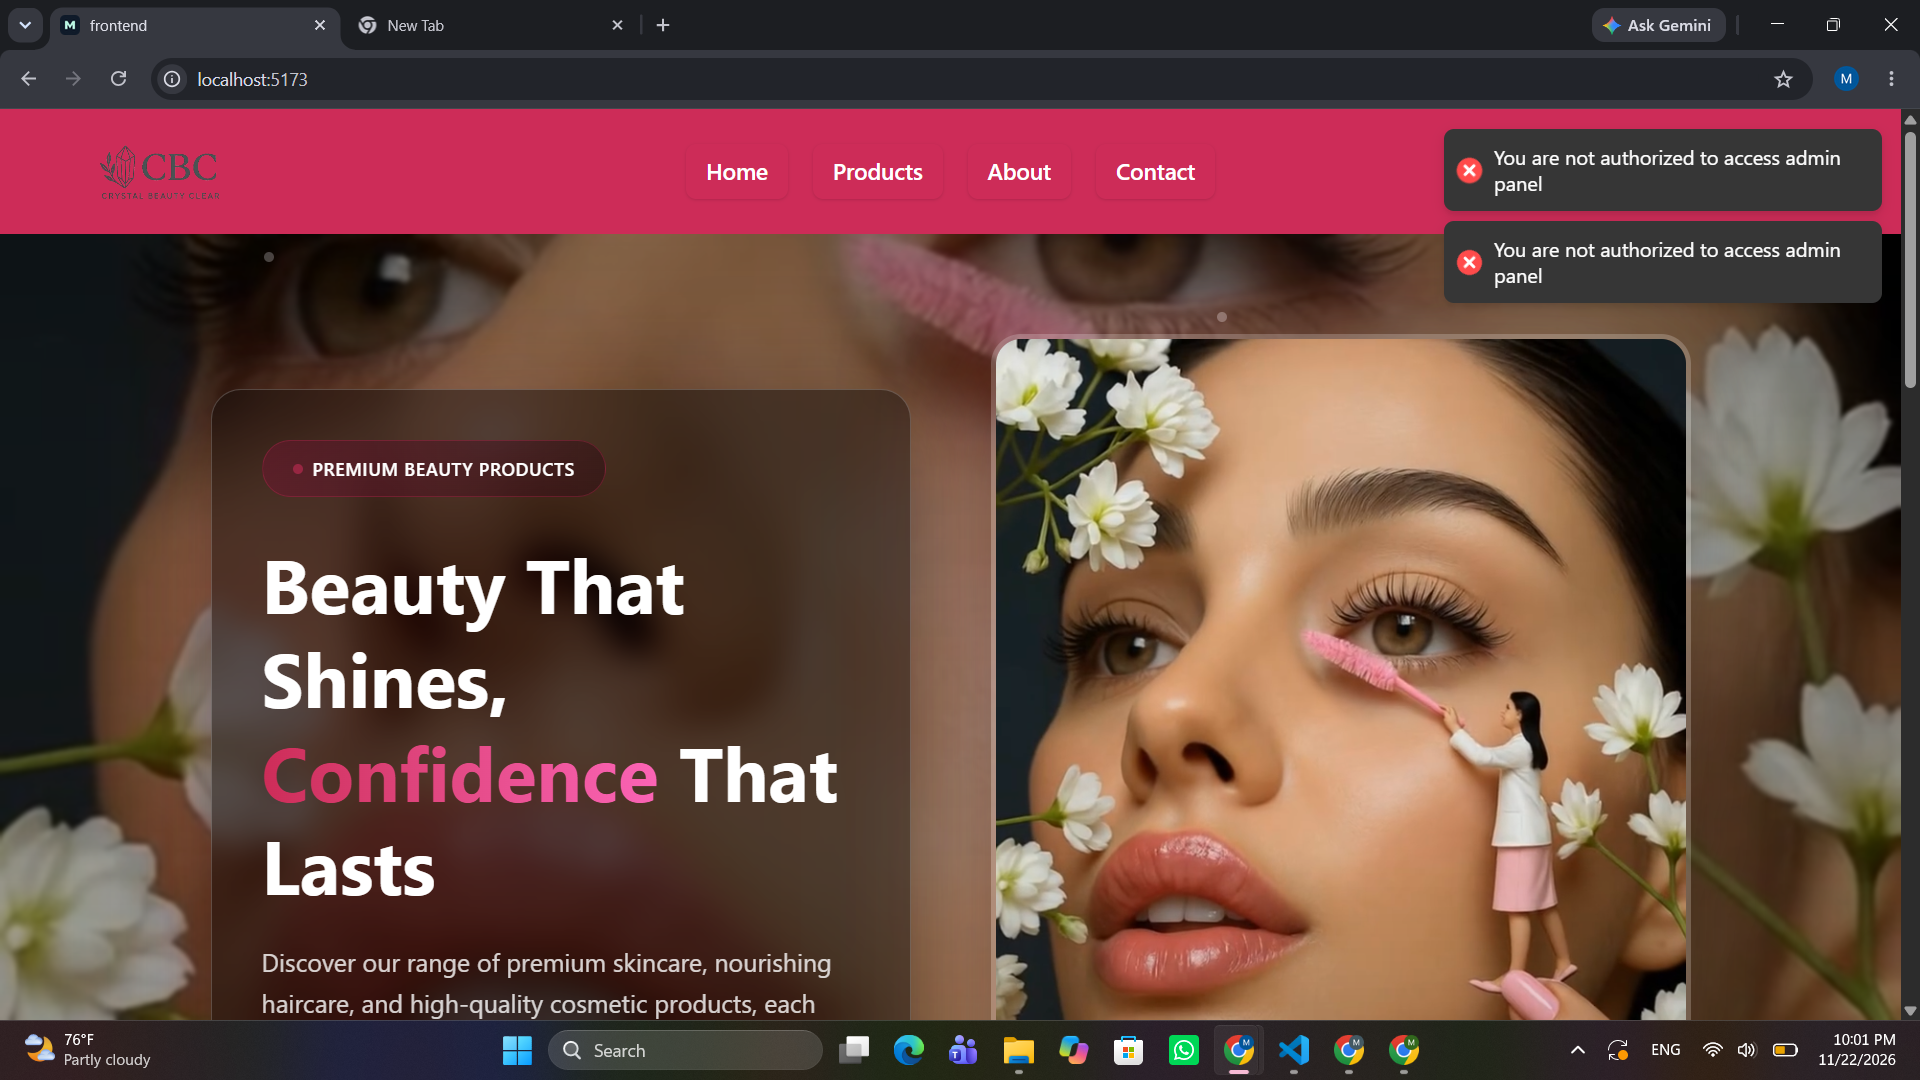 frontend
New Tab
Ask Gemini
localhost:5173
M
CBC
CRYSTAL BEAUTY CLEAR
Home
Products
About
Contact
You are not authorized to access admin
panel
You are not authorized to access admin
panel
PREMIUM BEAUTY PRODUCTS
Beauty That
Shines,
Confidence That
Lasts
Discover our range of premium skincare, nourishing
haircare, and high-quality cosmetic products, each
76°F
Partly cloudy
Search
ENG
10:01 PM
11/22/2026